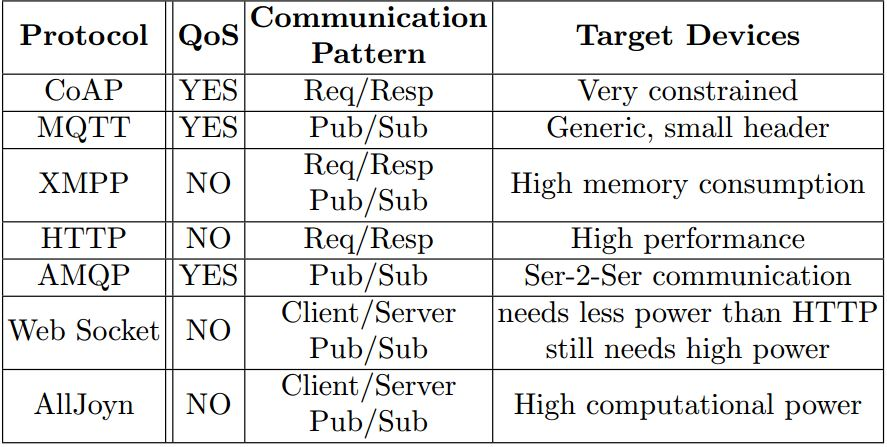 Protocol QoS Communication Pattern Target Devices
CoAP YES Req/Resp Very constrained
MQTT YES Pub/Sub Generic, small header
XMPP NO Req/Resp Pub/Sub High memory consumption
HTTP NO Req/Resp High performance
AMQP YES Pub/Sub Ser-2-Ser communication
Web Socket NO Client/Server Pub/Sub needs less power than HTTP still needs high power
AllJoyn NO Client/Server Pub/Sub High computational power